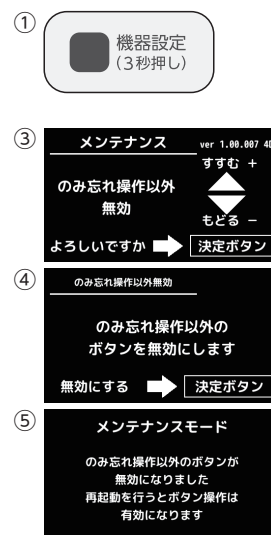 ①
機器設定
(3秒押し)
③
メンテナンス ver 1.00.007 4D
すすむ +
のみ忘れ操作以外
無効
もどる −
よろしいですか 決定ボタン
④
のみ忘れ操作以外無効
のみ忘れ操作以外の
ボタンを無効にします
無効にする 決定ボタン
⑤
メンテナンスモード
のみ忘れ操作以外のボタンが
無効になりました
再起動を行うとボタン操作は
有効になります